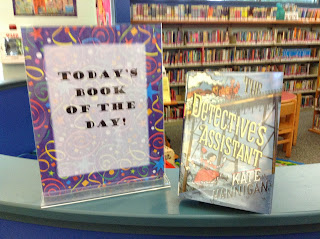 TODAY'S
BOOK
OF THE
DAY!
THE
DETECTIVE'S
ASSISTANT
KATE
HANNIGAN